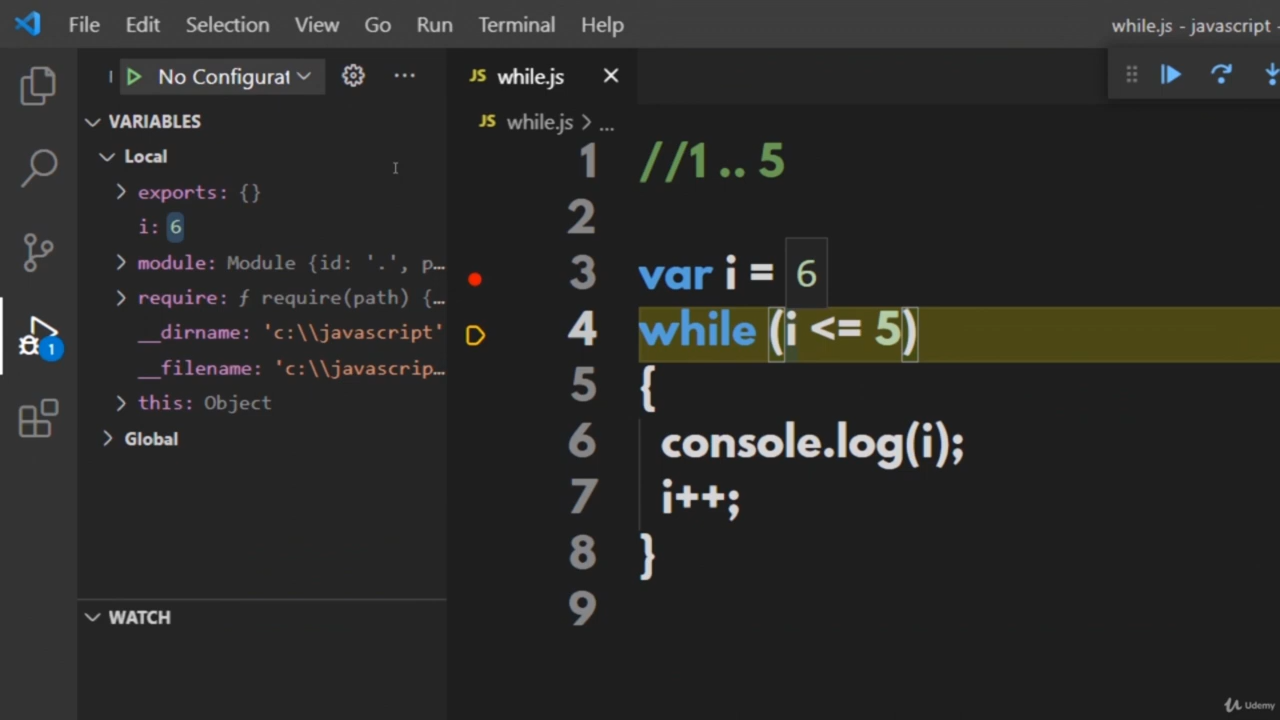 File Edit Selection View Go Run Terminal Help
while.js - javascript -
No Configurat
JS while.js
VARIABLES
Local
exports: {}
i: 6
module: Module {id: '.', p…
require: ƒ require(path) {…
__dirname: 'c:\\javascript'
__filename: 'c:\\javascrip…
this: Object
Global
WATCH
1
JS while.js > ...
1 //1 .. 5
2
3 var i = 6
4 while (i <= 5)
5 {
6 console.log(i);
7 i++;
8 }
9
Udemy